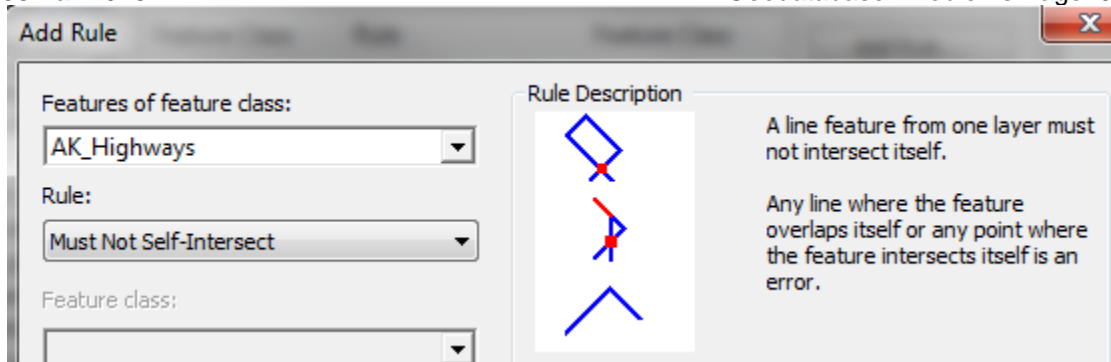 Add Rule
Features of feature class:
AK_Highways
Rule:
Must Not Self-Intersect
Feature class:
Rule Description
A line feature from one layer must
not intersect itself.
Any line where the feature
overlaps itself or any point where
the feature intersects itself is an
error.